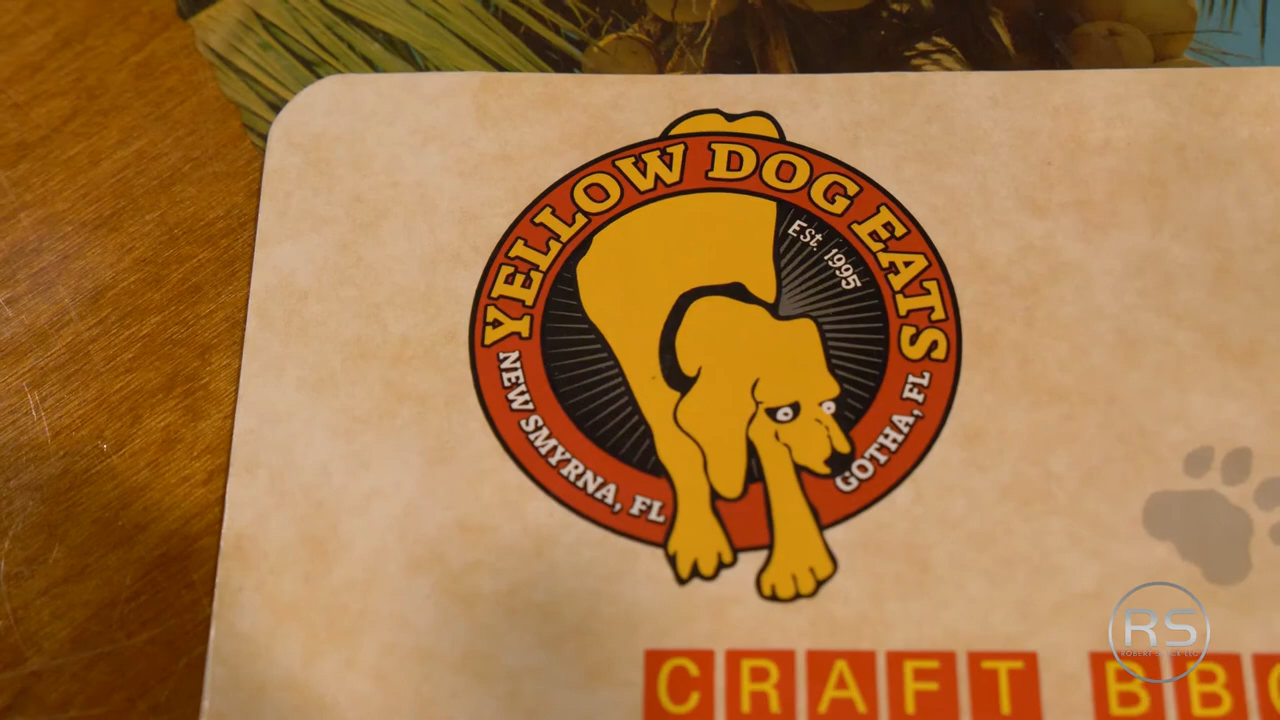 YELLOW DOG EATS
Est. 1995
NEW SMYRNA, FL
GOTHA, FL
CRAFT BBQ
RS